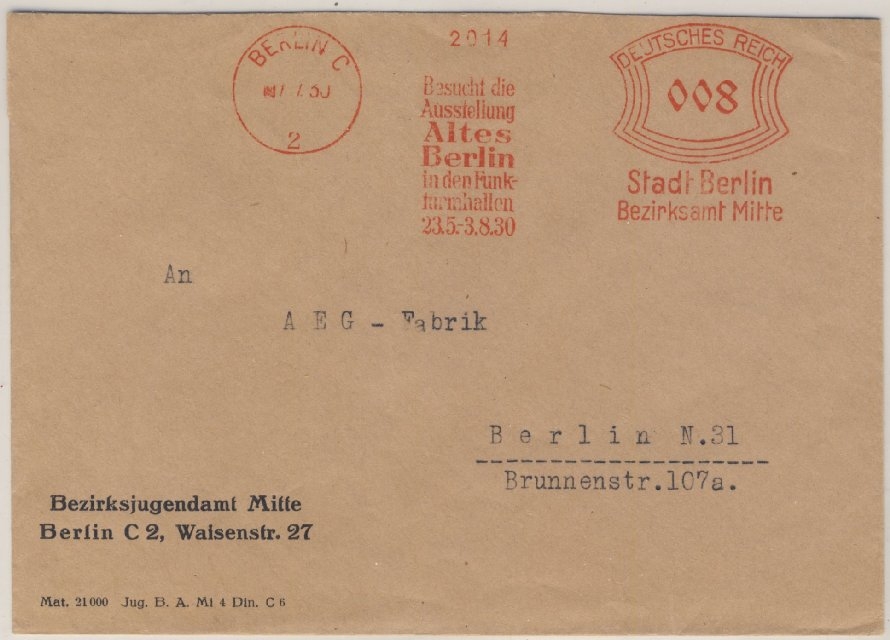 BERLIN C
2
2014
Besucht die
Ausstellung
Altes
Berlin
in den Funk-
turmhallen
23.5.-3.8.30
DEUTSCHES REICH
008
Stadt Berlin
Bezirksamt Mitte
An
A E G - Fabrik
B e r l i n N.31
Brunnenstr.107a.
Bezirksjugendamt Mitte
Berlin C 2, Waisenstr. 27
Mat. 21000 Jug. B. A. Mi 4 Din. C 6